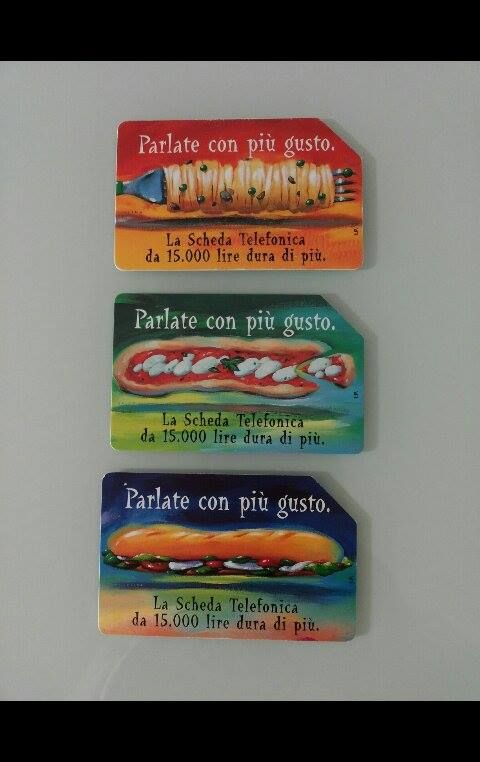 Parlate con più gusto.
La Scheda Telefonica
da 15.000 lire dura di più.
Parlate con più gusto.
La Scheda Telefonica
da 15.000 lire dura di più.
Parlate con più gusto.
La Scheda Telefonica
da 15.000 lire dura di più.